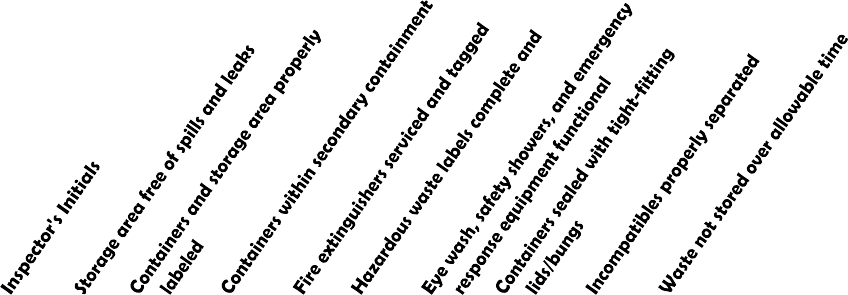 Inspector's Initials
Storage area free of spills and leaks
Containers and storage area properly
labeled
Containers within secondary containment
Fire extinguishers serviced and tagged
Hazardous waste labels complete and
Eye wash, safety showers, and emergency
response equipment functional
Containers sealed with tight-fitting
lids/bungs
Incompatibles properly separated
Waste not stored over allowable time